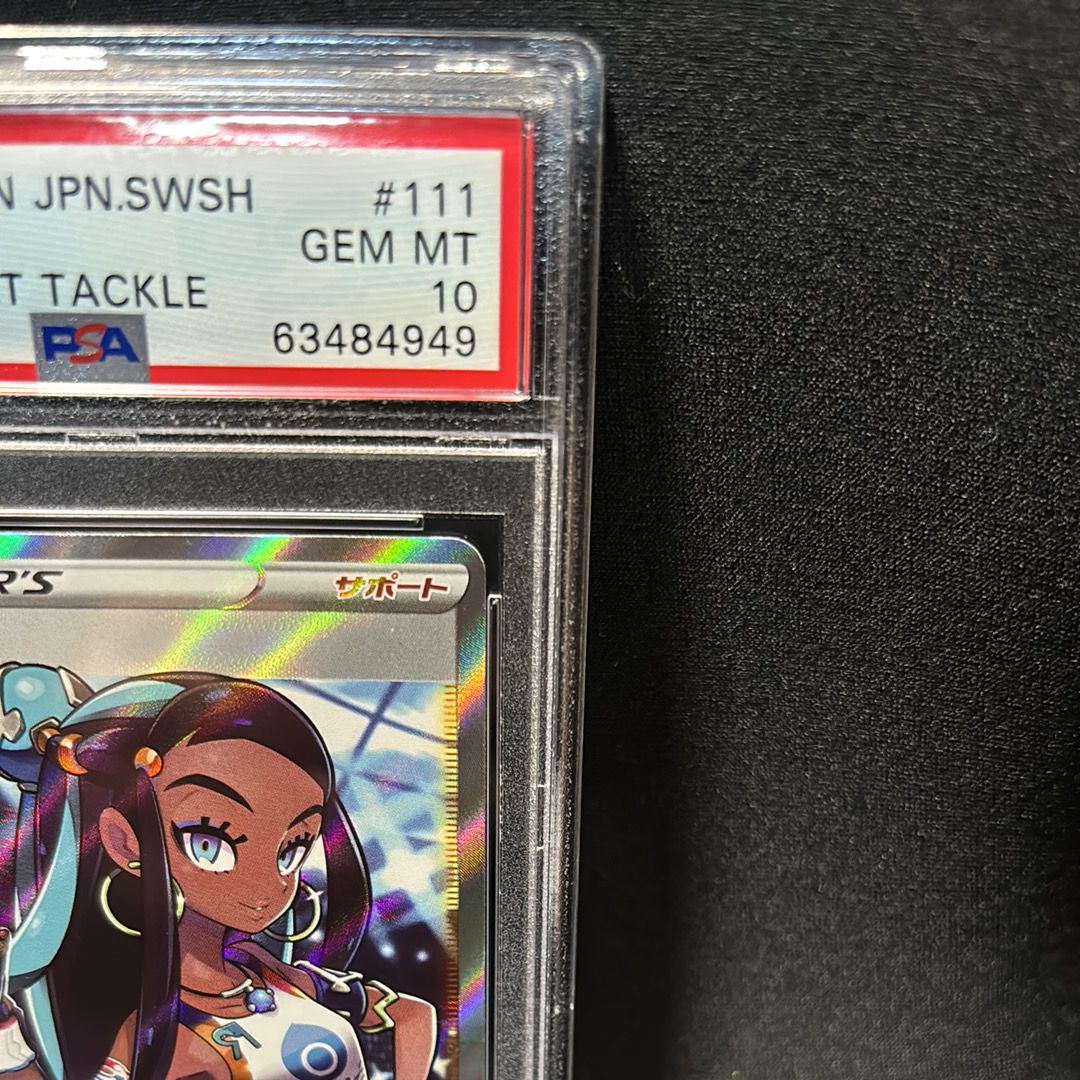 N JPN.SWSH #111
GEM MT
T TACKLE 10
PSA 63484949
R'S サポート